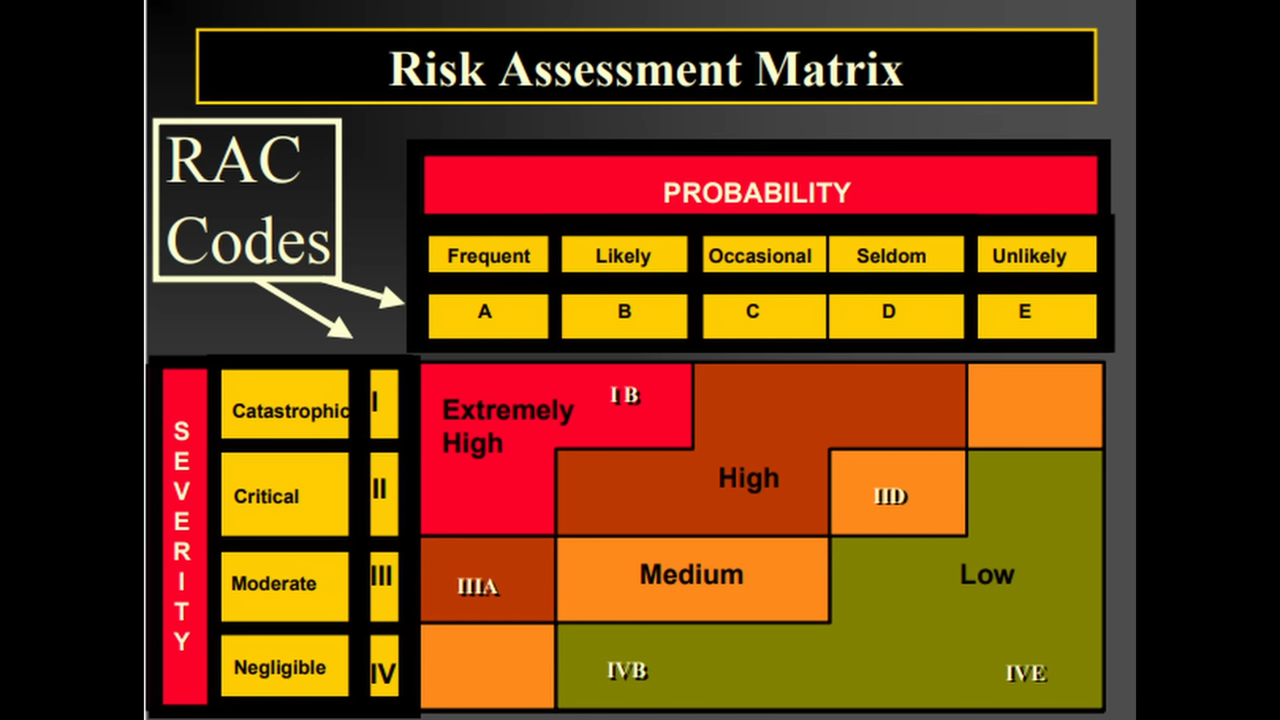 Risk Assessment Matrix
RAC
Codes
PROBABILITY
Frequent Likely Occasional Seldom Unlikely
A B C D E
SEVERITY
Catastrophic I
Critical II
Moderate III
Negligible IV
Extremely
High
I B
High
IID
IIIA
Medium
Low
IVB
IVE